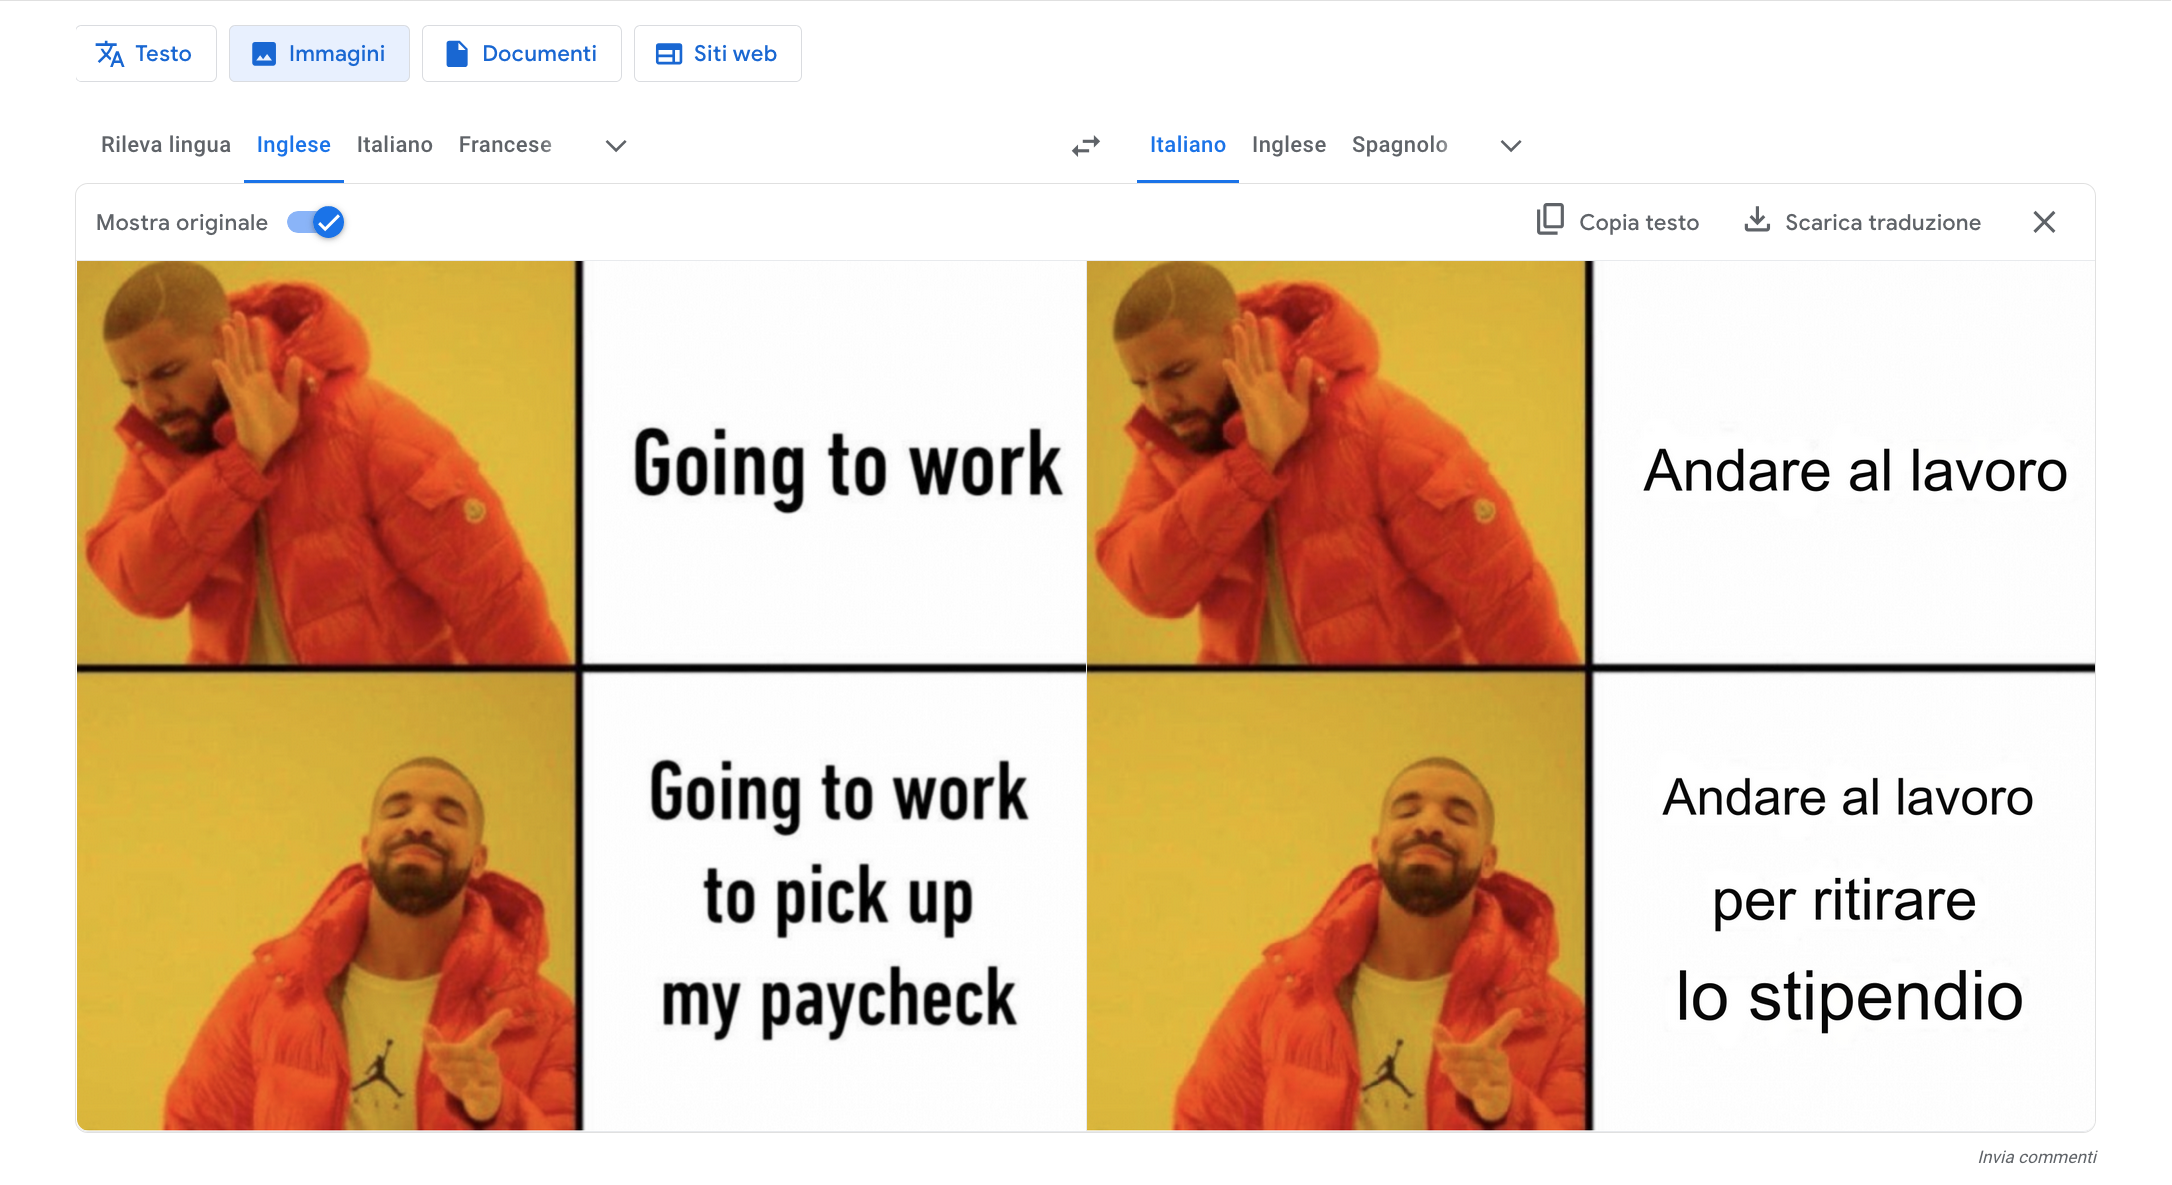 Testo
Immagini
Documenti
Siti web
Rileva lingua
Inglese
Italiano
Francese
Italiano
Inglese
Spagnolo
Mostra originale
Copia testo
Scarica traduzione
Going to work
Andare al lavoro
Going to work
to pick up
my paycheck
Andare al lavoro
per ritirare
lo stipendio
Invia commenti